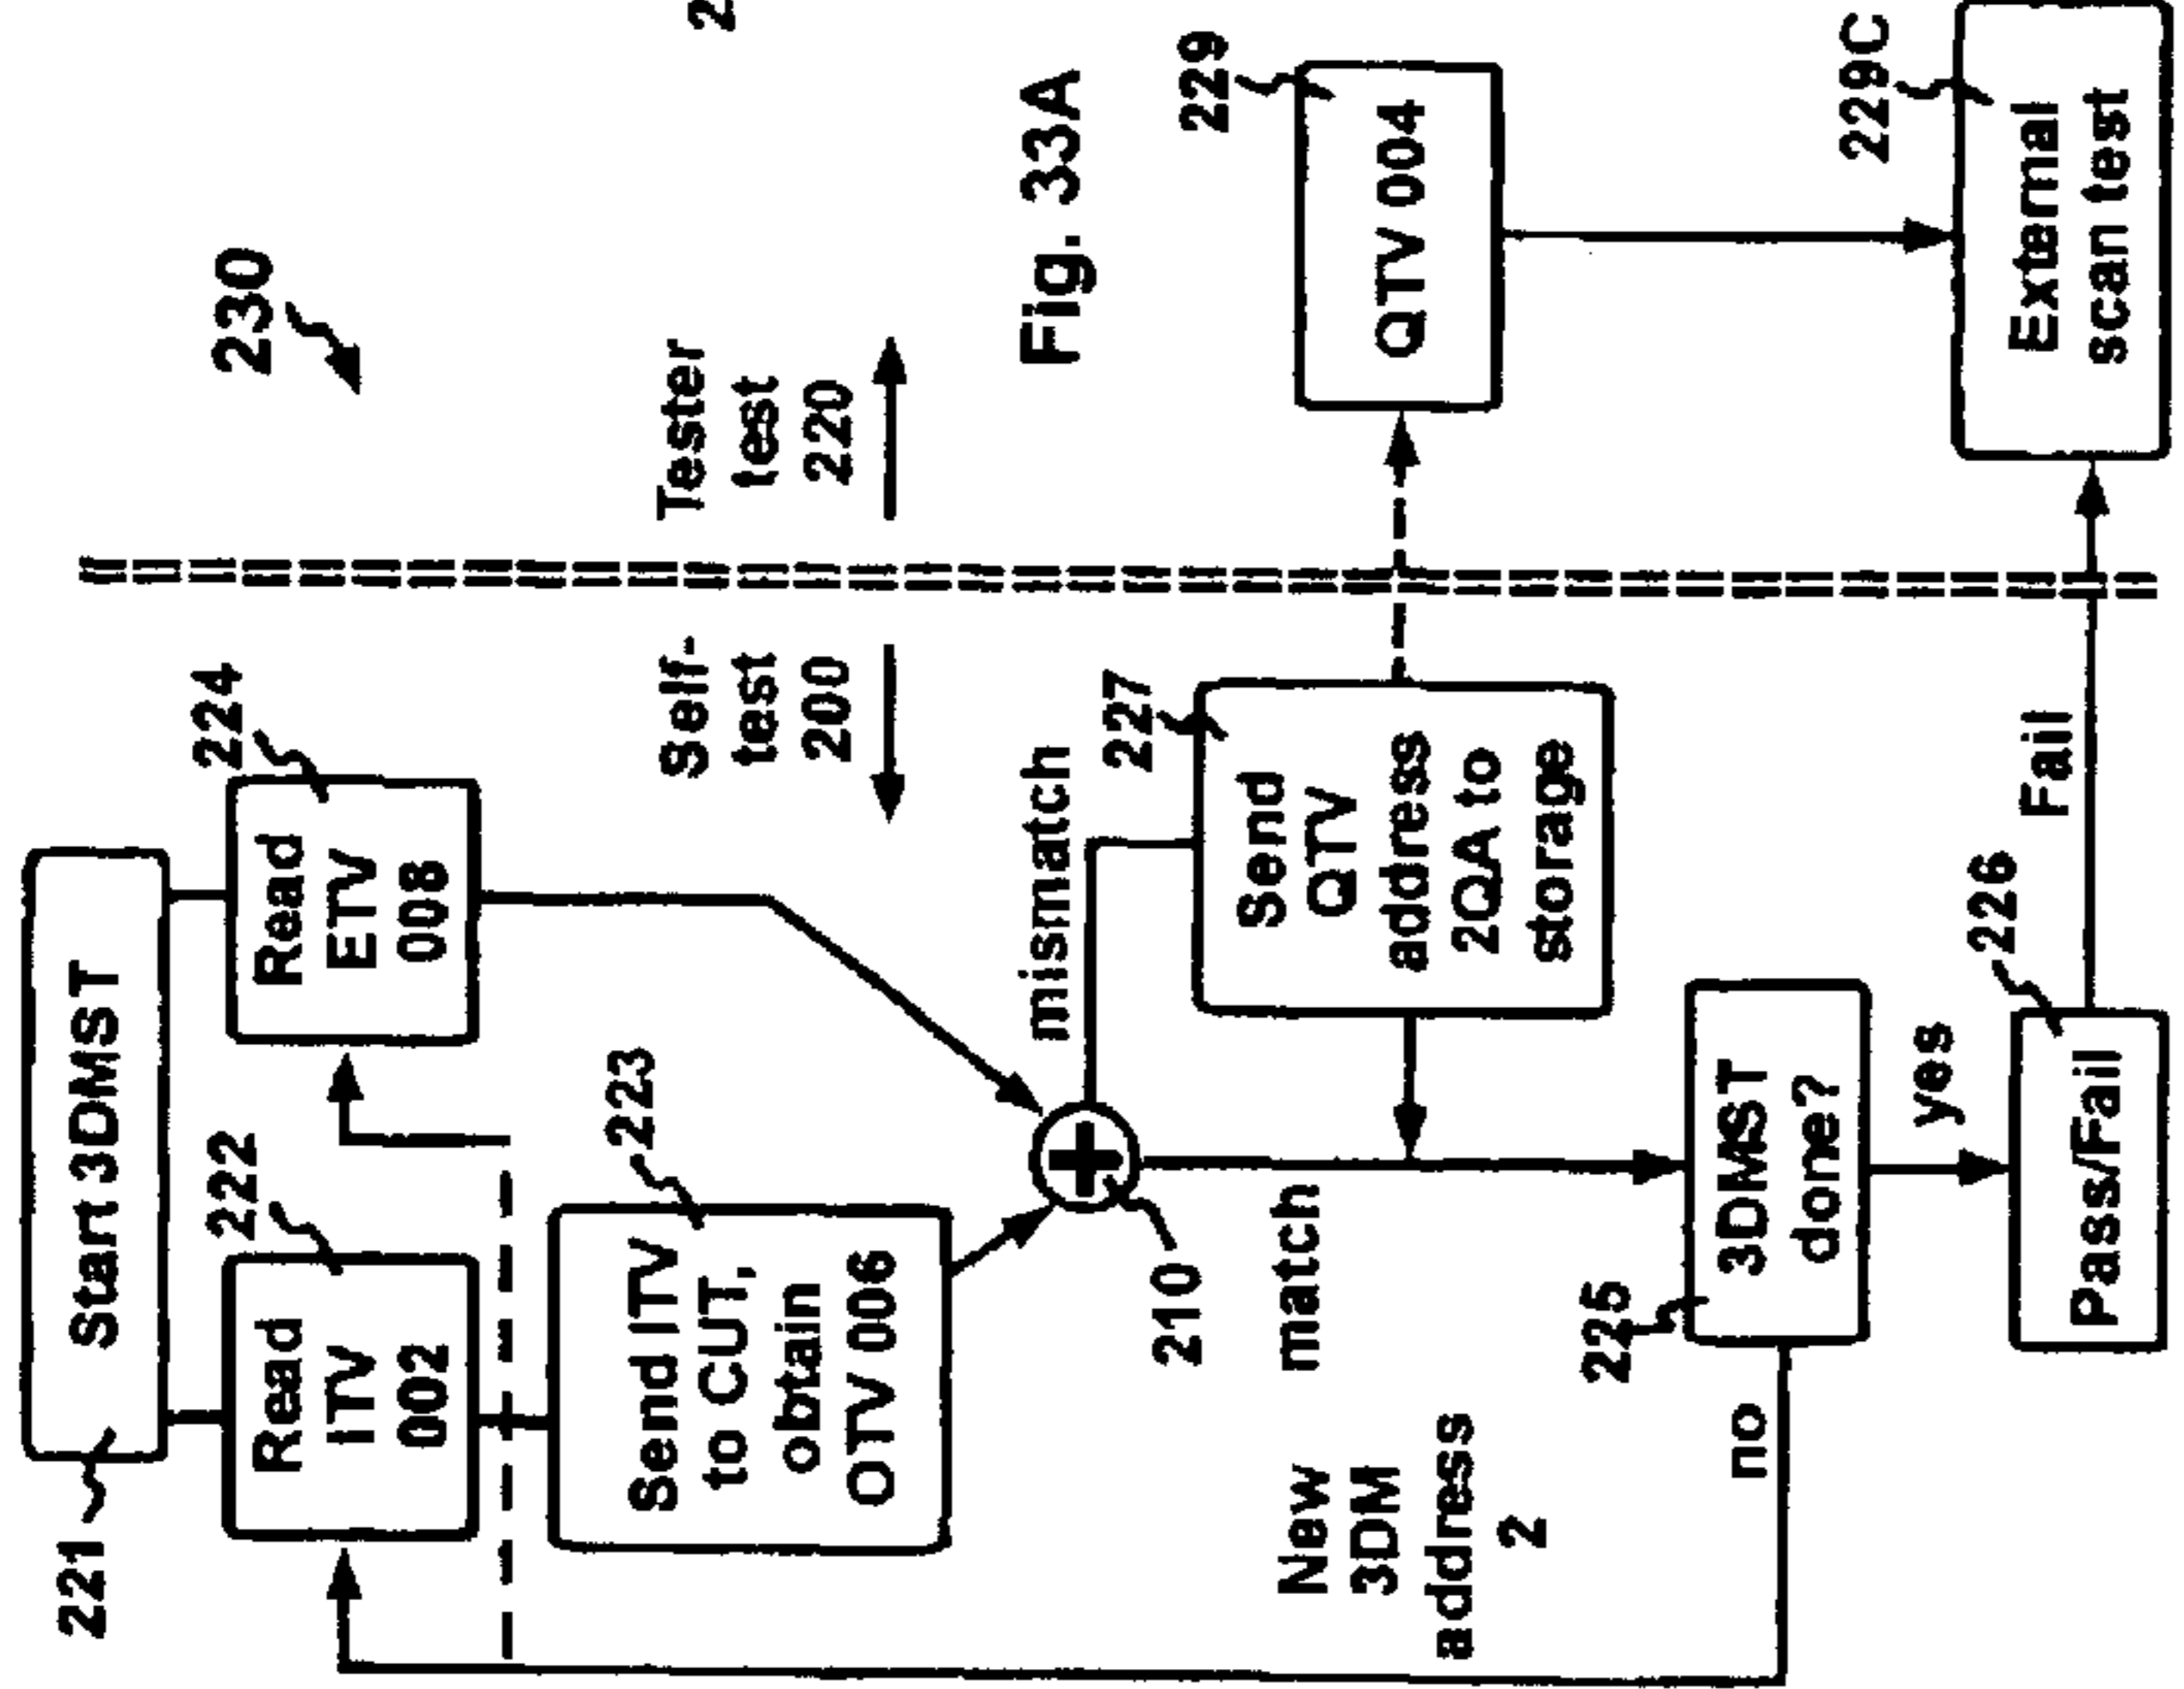 230
Fig. 33A
221
Start 3DMST
222
Read
ITV
002
224
Read
ETV
008
223
Send ITV
to CUT,
obtain
OTV 006
Self-
test
200
Tester
test
220
210
mismatch
match
227
Send
QTV
address
2QA to
storage
229
QTV 004
New
3DM
address
2
225
3DMST
done?
no
yes
226
Pass/Fail
Fail
229C
External
scan test
2